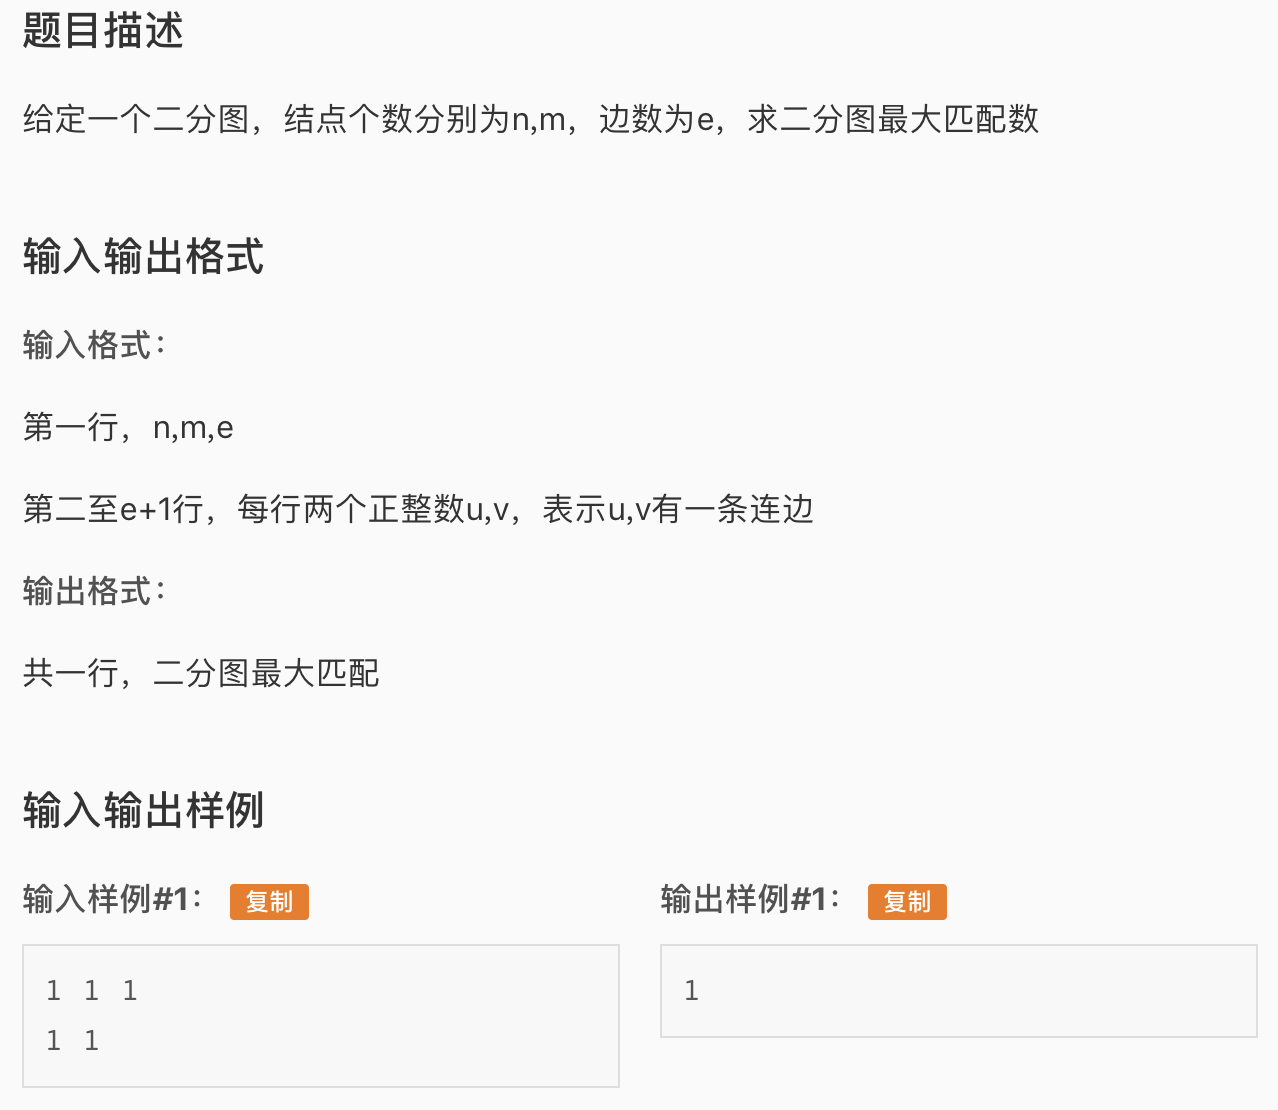 题目描述
给定一个二分图，结点个数分别为n,m，边数为e，求二分图最大匹配数
输入输出格式
输入格式：
第一行，n,m,e
第二至e+1行，每行两个正整数u,v，表示u,v有一条连边
输出格式：
共一行，二分图最大匹配
输入输出样例
输入样例#1： 复制
1 1 1
1 1
输出样例#1： 复制
1